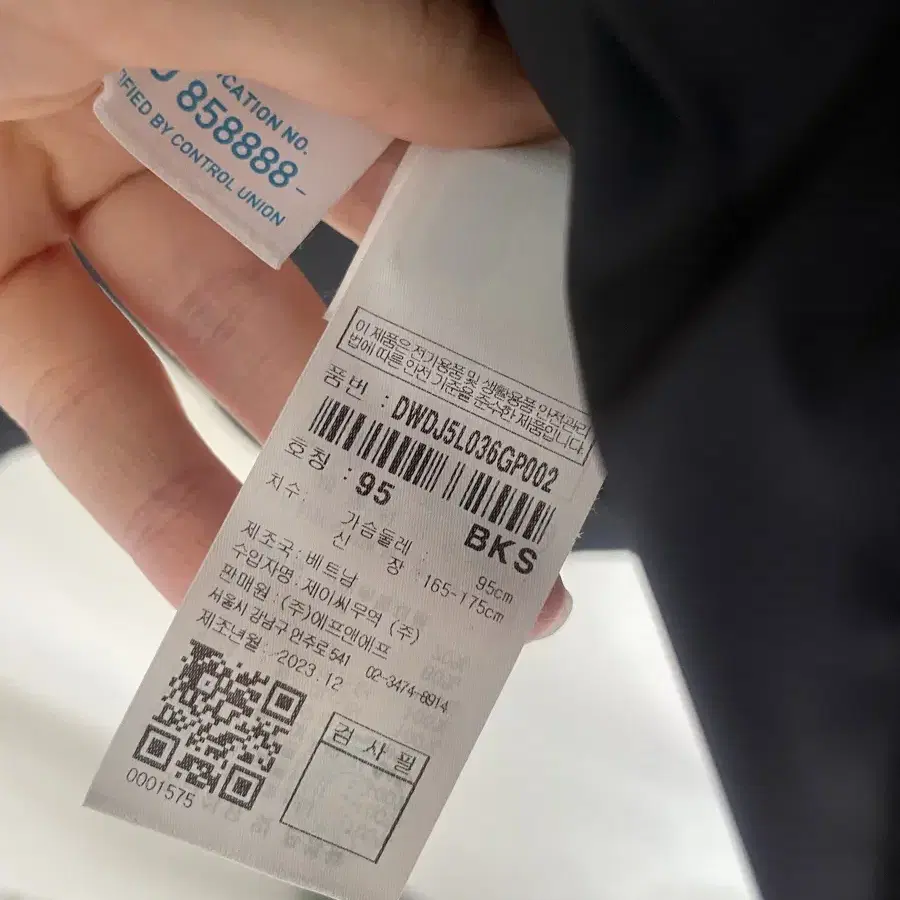 CATION NO.
858888-
IFIED BY CONTROL UNION
이 제품은 전기용품 및 생활용품 안전관리
법에 따른 안전 기준을 준수한 제품입니다.
품 번 : DWDJ5L036GP002
호칭 : 95 BKS
치수: 가슴둘레 : 95cm
신 장 : 165-175cm
제조국 : 베트남
수입자명 : 제이씨무역 (주)
판매원 : (주)에프앤에프
서울시 강남구 언주로 541 02-3474-8914
제조년월 : 2023.12
0001575
검 사 필